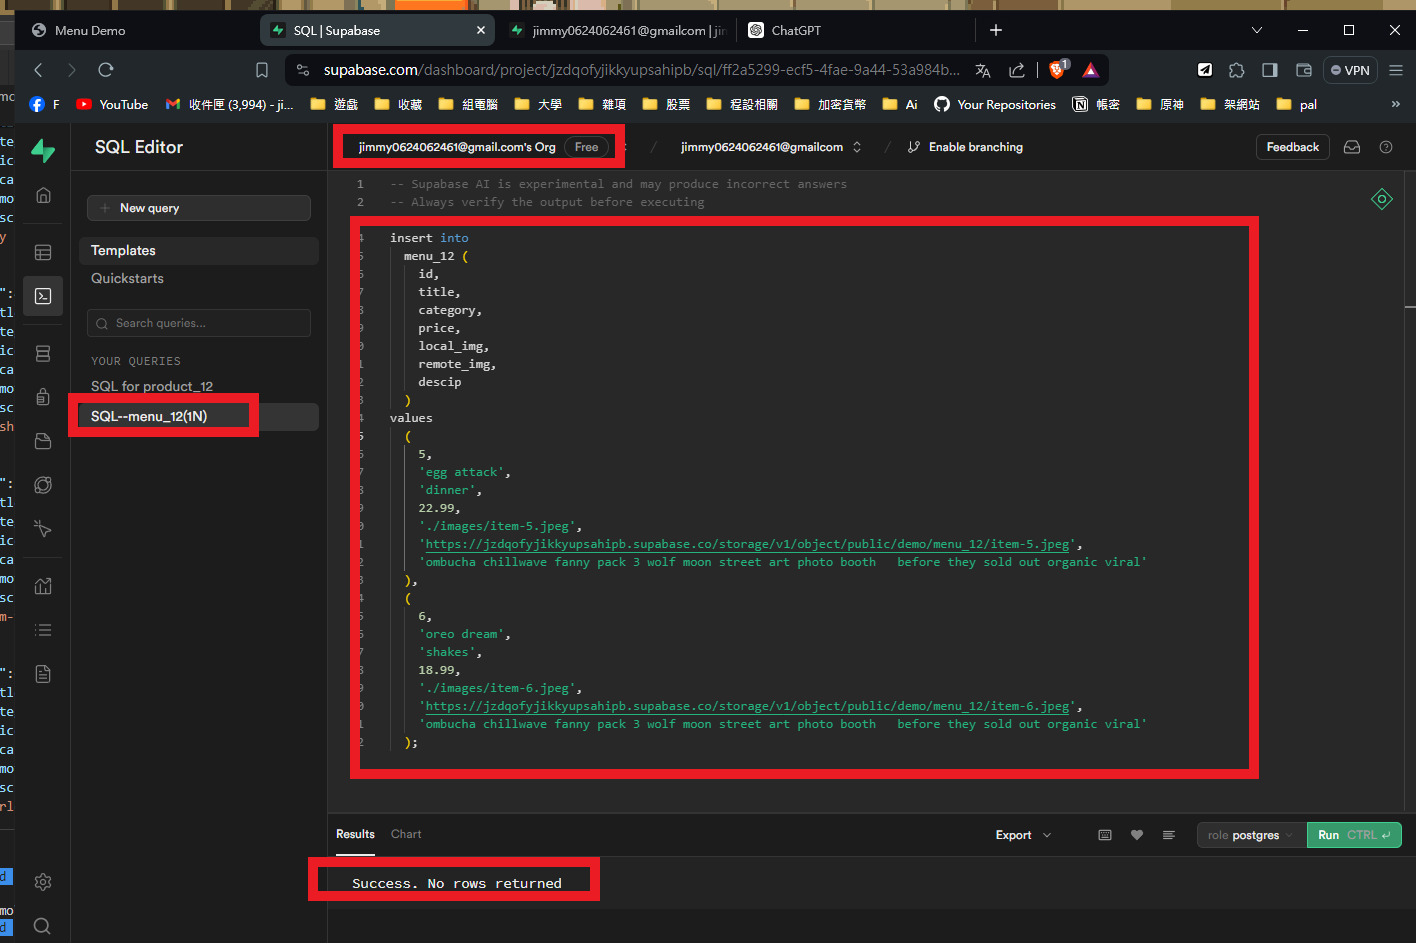 Menu Demo
SQL | Supabase
jimmy0624062461@gmailcom | jin
ChatGPT
supabase.com/dashboard/project/jzdqofyjikkyupsahipb/sql/ff2a5299-ecf5-4fae-9a44-53a984b...
1
VPN
F
YouTube
收件匣 (3,994) - ji...
遊戲
收藏
組電腦
大學
雜項
股票
程設相關
加密貨幣
Ai
Your Repositories
帳密
原神
架網站
pal
»
SQL Editor
jimmy0624062461@gmail.com's Org
Free
/
jimmy0624062461@gmailcom
/
Enable branching
Feedback
New query
Templates
Quickstarts
Search queries...
YOUR QUERIES
SQL for product_12
SQL--menu_12(1N)
1 -- Supabase AI is experimental and may produce incorrect answers
2 -- Always verify the output before executing
insert into
menu_12 (
id,
title,
category,
price,
local_img,
remote_img,
descip
)
values
(
5,
'egg attack',
'dinner',
22.99,
'./images/item-5.jpeg',
'https://jzdqofyjikkyupsahipb.supabase.co/storage/v1/object/public/demo/menu_12/item-5.jpeg',
'ombucha chillwave fanny pack 3 wolf moon street art photo booth   before they sold out organic viral'
),
(
6,
'oreo dream',
'shakes',
18.99,
'./images/item-6.jpeg',
'https://jzdqofyjikkyupsahipb.supabase.co/storage/v1/object/public/demo/menu_12/item-6.jpeg',
'ombucha chillwave fanny pack 3 wolf moon street art photo booth   before they sold out organic viral'
);
Results
Chart
Export
role postgres
Run CTRL ↵
Success. No rows returned